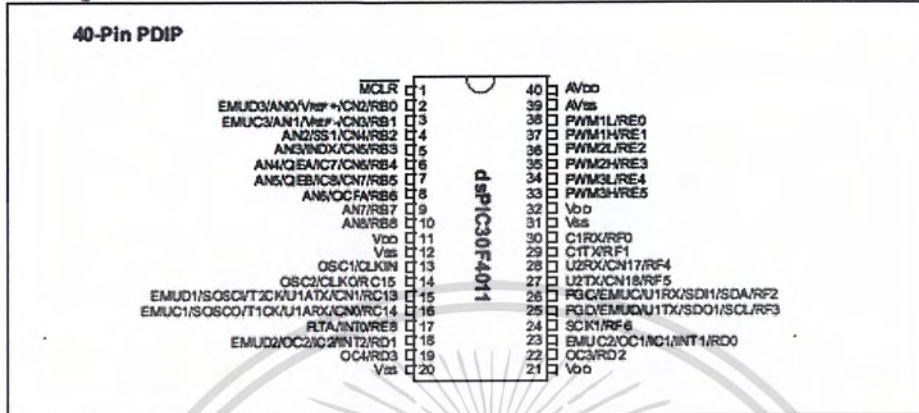 40-Pin PDIP
MCLR 1
EMUD3/AN0/VREF+/CN2/RB0 2
EMUC3/AN1/VREF-/CN3/RB1 3
AN2/SS1/CN4/RB2 4
AN3/INDX/CN5/RB3 5
AN4/QEA/IC7/CN6/RB4 6
AN5/QEB/IC8/CN7/RB5 7
AN6/OCFA/RB6 8
AN7/RB7 9
AN8/RB8 10
VDD 11
VSS 12
OSC1/CLKIN 13
OSC2/CLKO/RC15 14
EMUD1/SOSCI/T2CK/U1ATX/CN1/RC13 15
EMUC1/SOSCO/T1CK/U1ARX/CN0/RC14 16
FLTA/INT0/RE8 17
EMUD2/OC2/IC2/INT2/RD1 18
OC4/RD3 19
VSS 20
dsPIC30F4011
40 AVDD
39 AVSS
38 PWM1L/RE0
37 PWM1H/RE1
36 PWM2L/RE2
35 PWM2H/RE3
34 PWM3L/RE4
33 PWM3H/RE5
32 VDD
31 VSS
30 C1RX/RF0
29 C1TX/RF1
28 U2RX/CN17/RF4
27 U2TX/CN18/RF5
26 PGC/EMUC/U1RX/SDI1/SDA/RF2
25 PGD/EMUD/U1TX/SDO1/SCL/RF3
24 SCK1/RF6
23 EMUC2/OC1/IC1/INT1/RD0
22 OC3/RD2
21 VDD